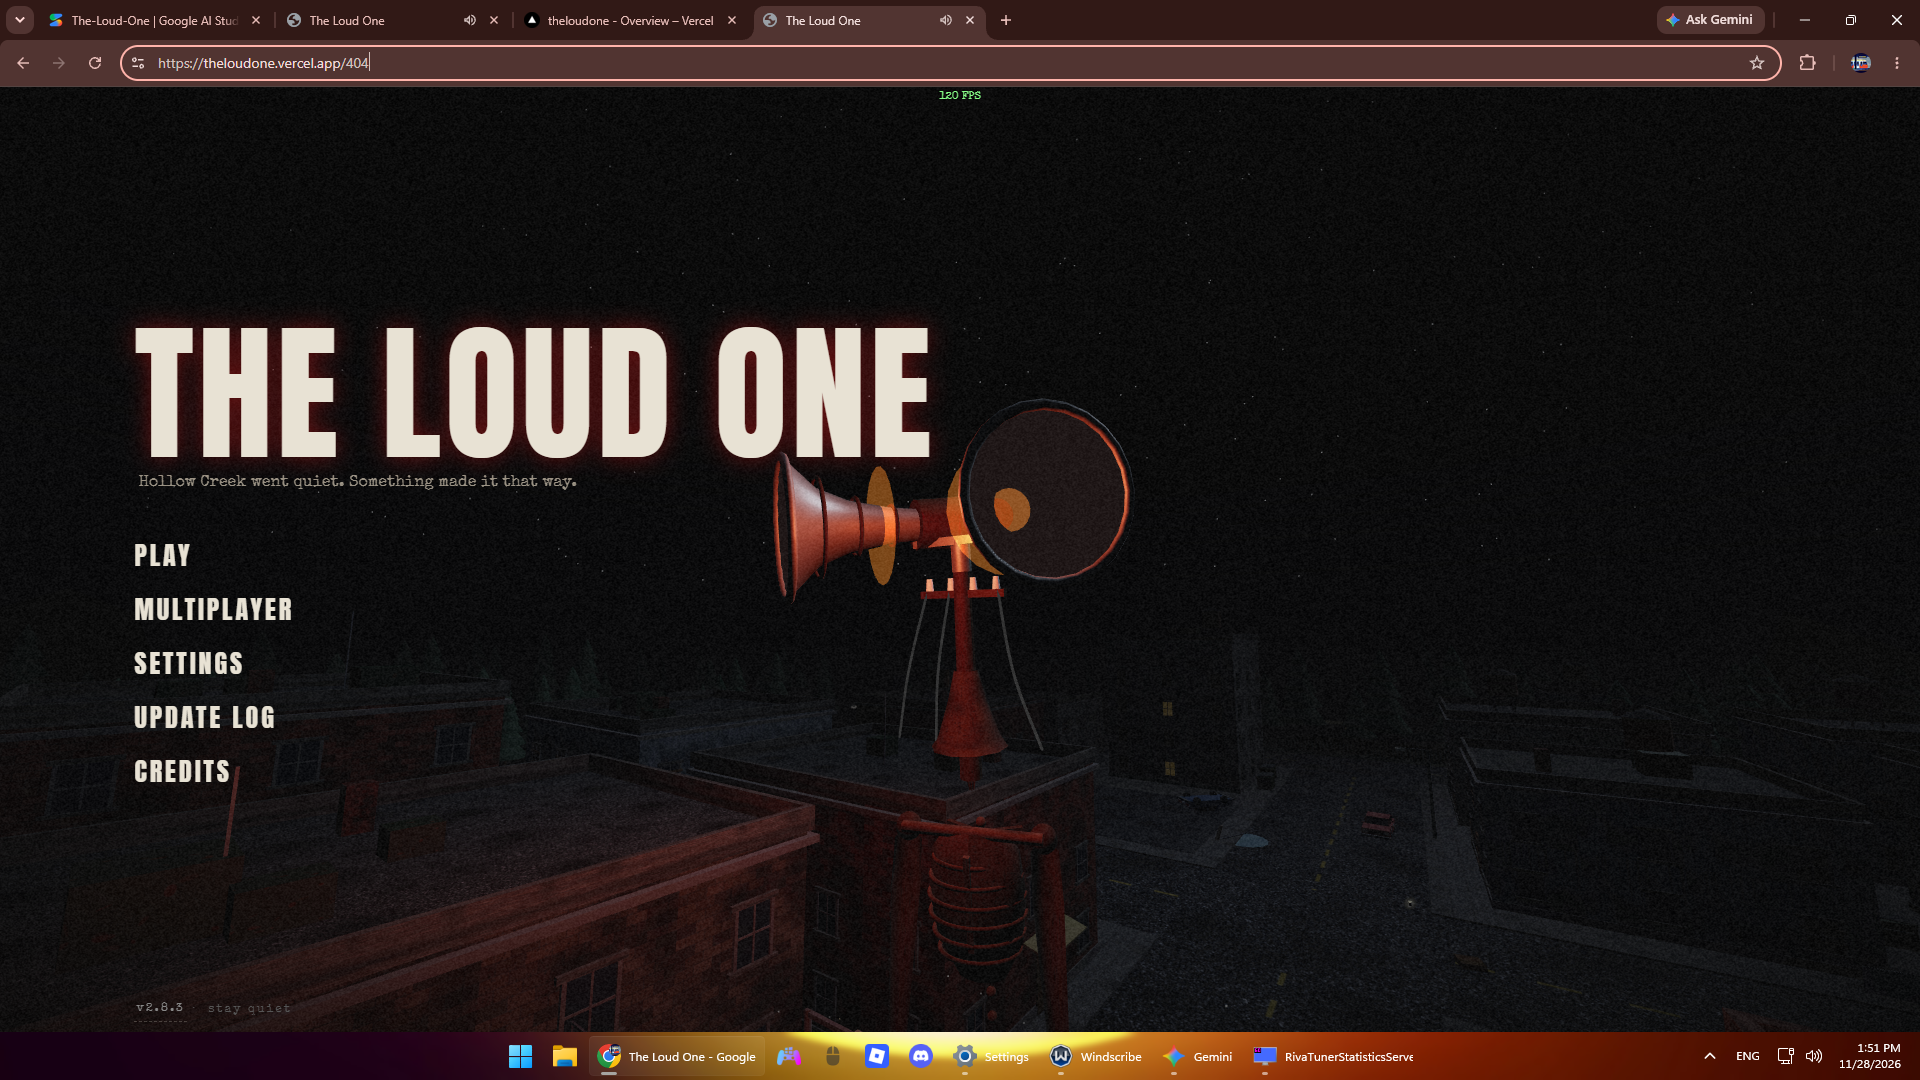 The-Loud-One | Google AI Stud
The Loud One
theloudone - Overview – Vercel
The Loud One
Ask Gemini
https://theloudone.vercel.app/404
120 FPS
THE LOUD ONE
Hollow Creek went quiet. Something made it that way.
PLAY
MULTIPLAYER
SETTINGS
UPDATE LOG
CREDITS
v2.8.3
stay quiet
The Loud One - Google
Settings
Windscribe
Gemini
RivaTunerStatisticsServe
ENG
1:51 PM
11/28/2026